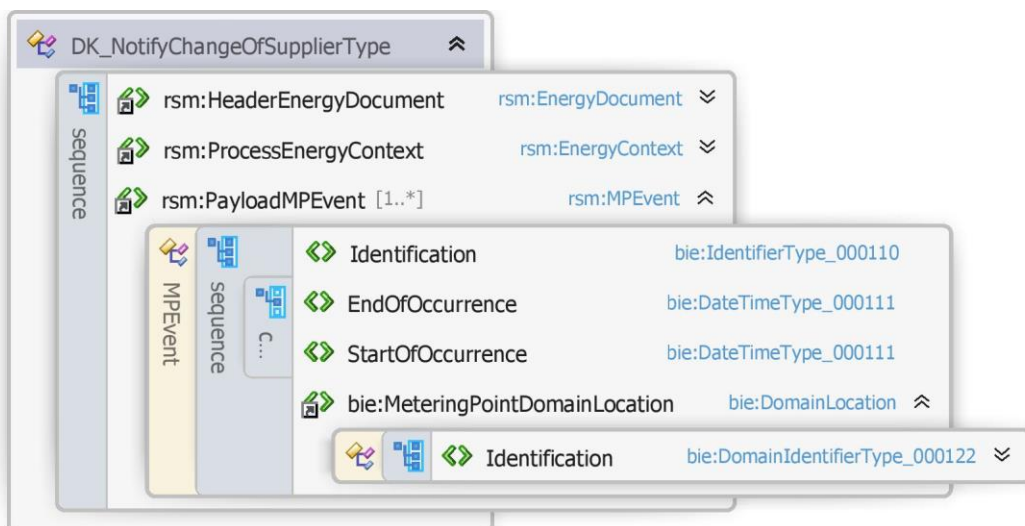 DK_NotifyChangeOfSupplierType
sequence
rsm:HeaderEnergyDocument rsm:EnergyDocument
rsm:ProcessEnergyContext rsm:EnergyContext
rsm:PayloadMPEvent [1..*] rsm:MPEvent
MPEvent
sequence
C...
Identification bie:IdentifierType_000110
EndOfOccurrence bie:DateTimeType_000111
StartOfOccurrence bie:DateTimeType_000111
bie:MeteringPointDomainLocation bie:DomainLocation
Identification bie:DomainIdentifierType_000122